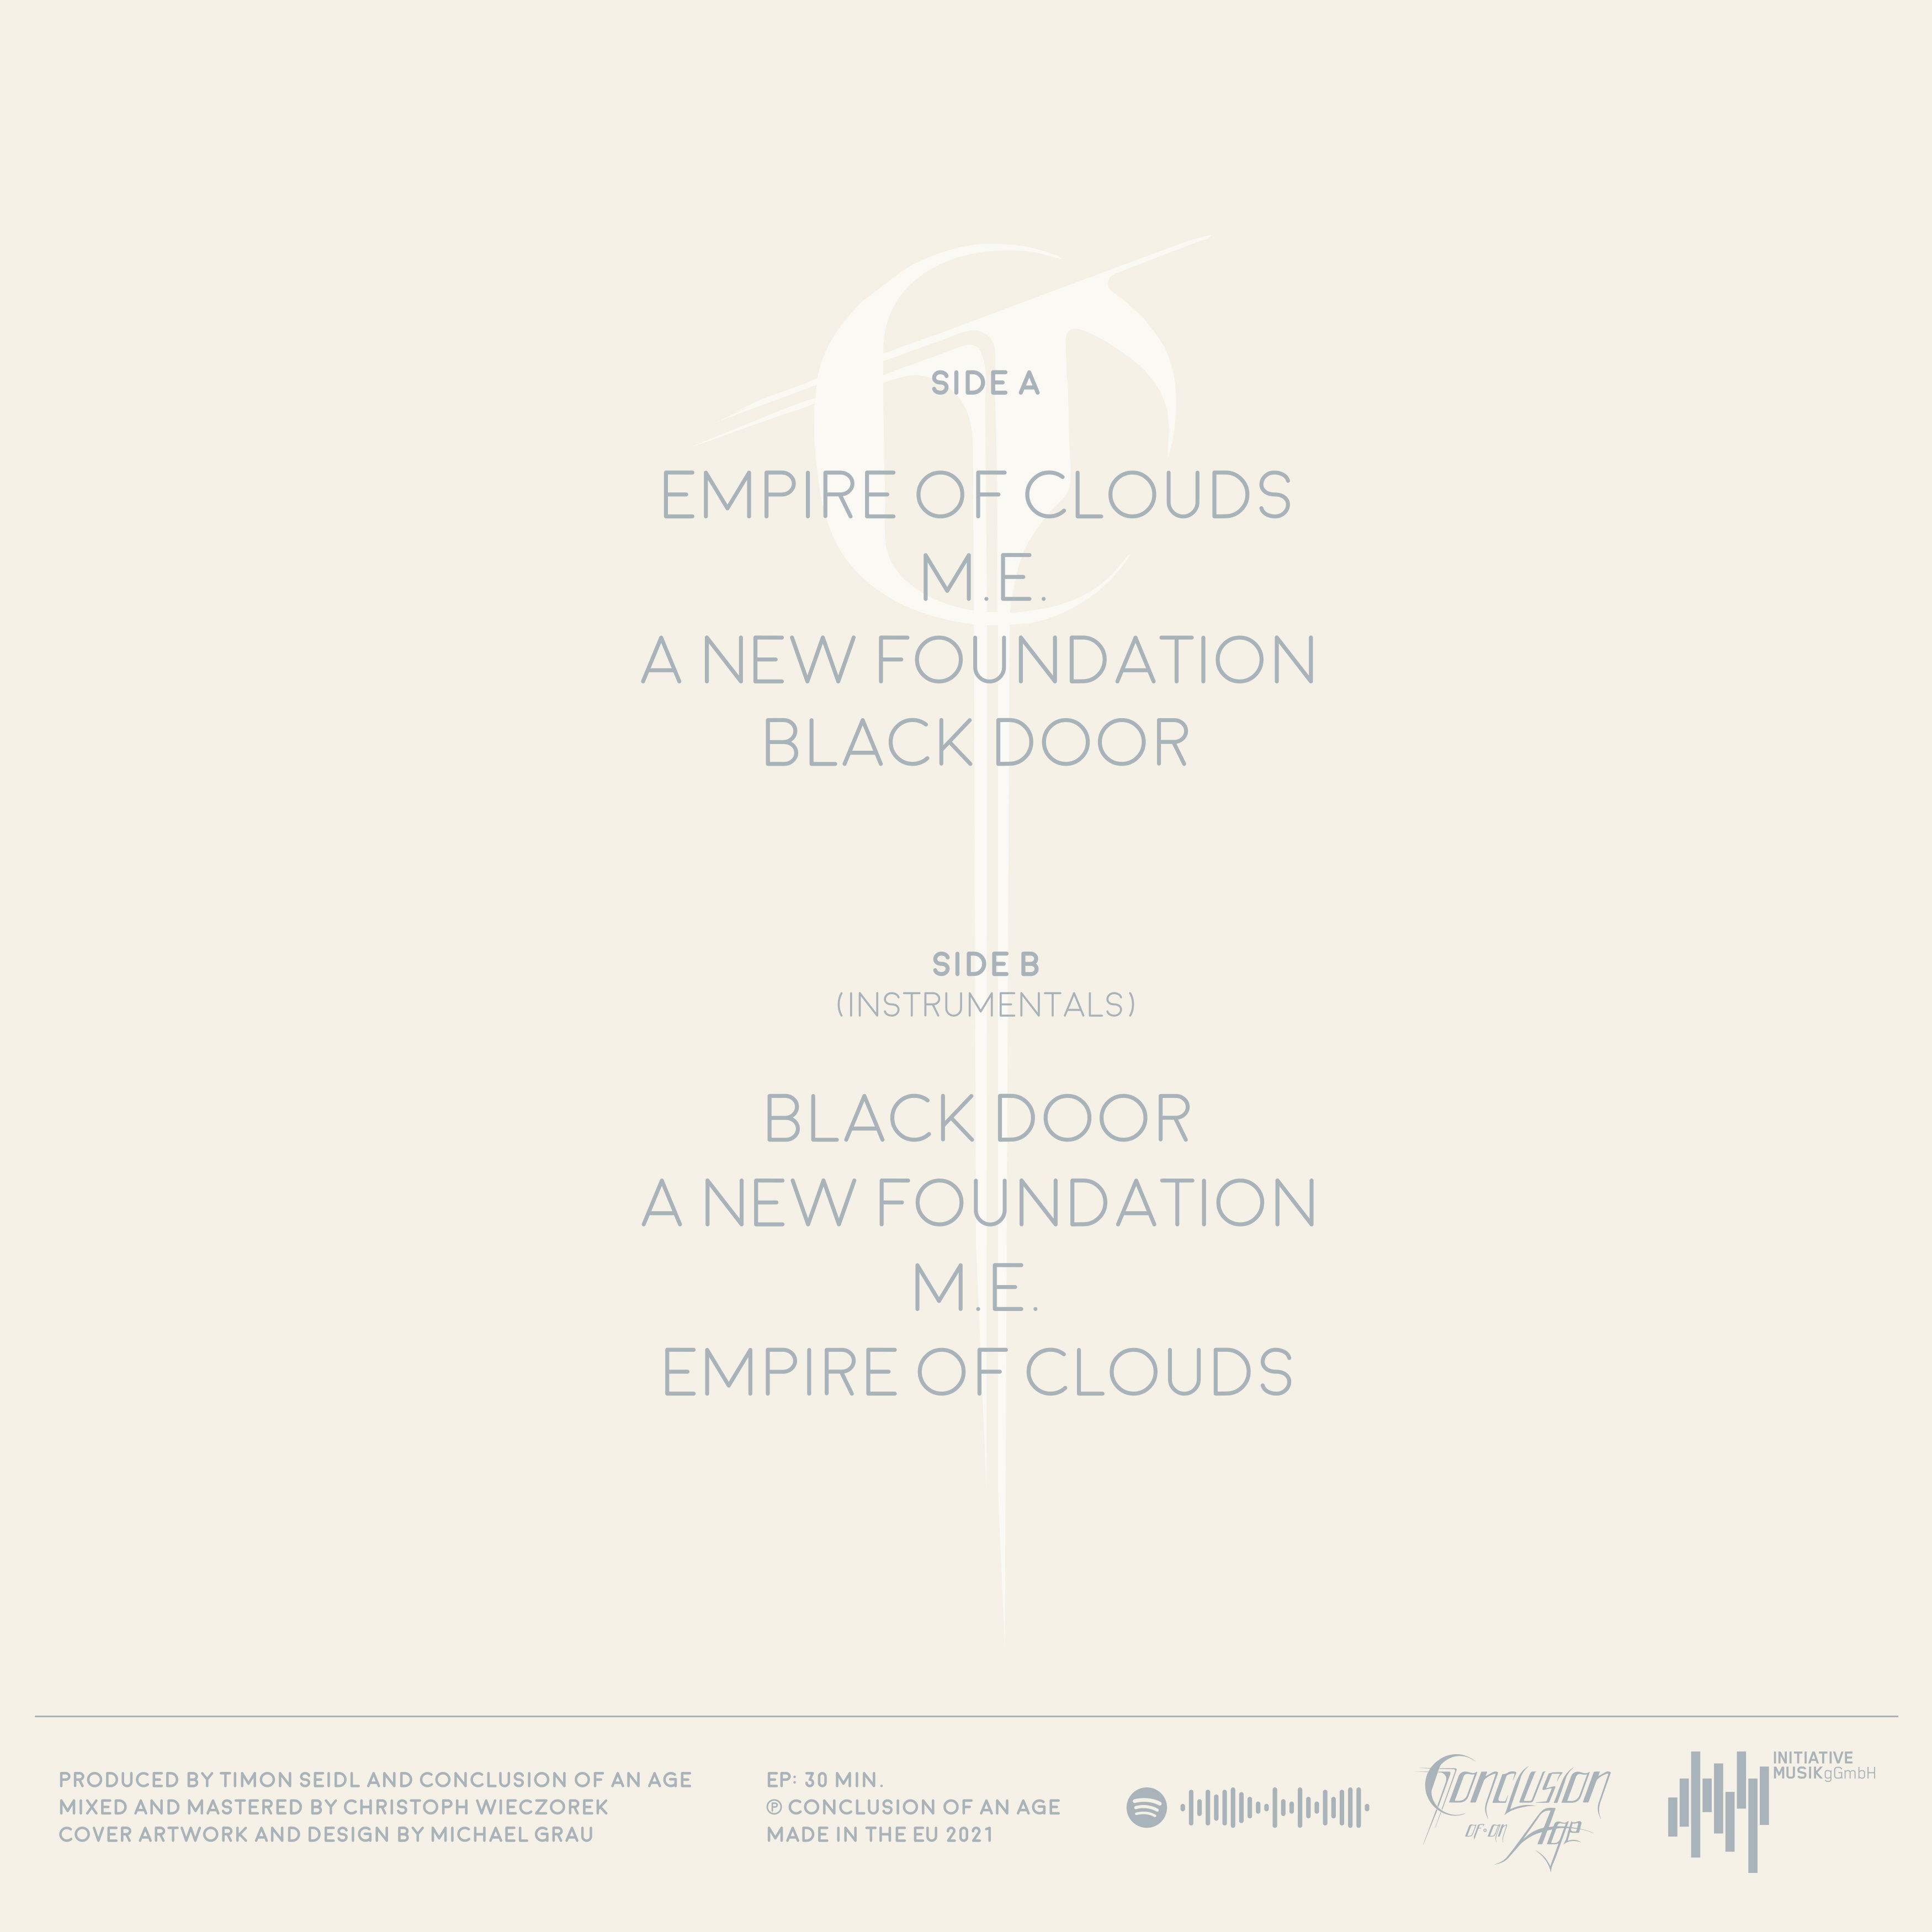 SIDE A
EMPIRE OF CLOUDS
M.E.
A NEW FOUNDATION
BLACK DOOR
SIDE B
(INSTRUMENTALS)
BLACK DOOR
A NEW FOUNDATION
M.E.
EMPIRE OF CLOUDS
PRODUCED BY TIMON SEIDL AND CONCLUSION OF AN AGE
MIXED AND MASTERED BY CHRISTOPH WIECZOREK
COVER ARTWORK AND DESIGN BY MICHAEL GRAU
EP: 30 MIN.
℗ CONCLUSION OF AN AGE
MADE IN THE EU 2021
Conclusion
of an Age
INITIATIVE
MUSIKgGmbH